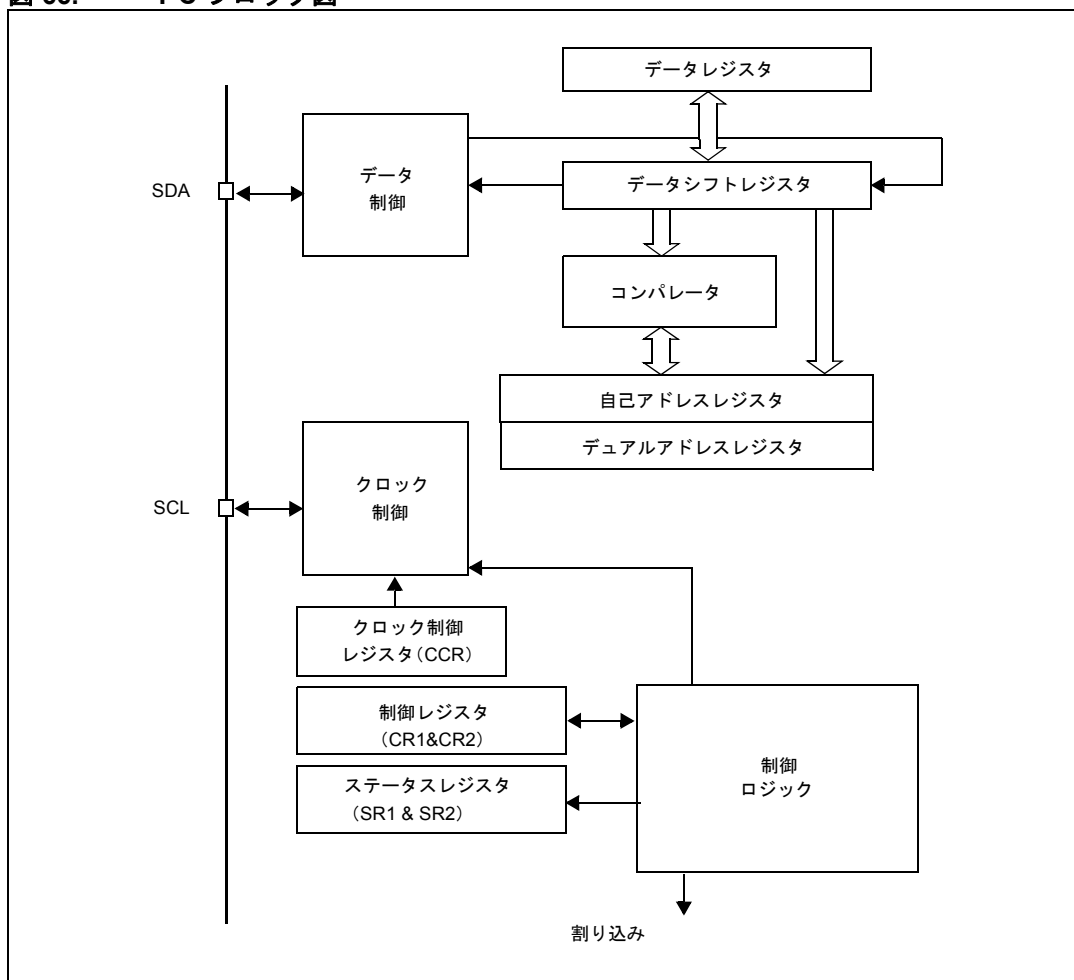 データレジスタ
SDA
データ
制御
データシフトレジスタ
コンパレータ
自己アドレスレジスタ
デュアルアドレスレジスタ
SCL
クロック
制御
クロック制御
レジスタ(CCR)
制御レジスタ
(CR1&CR2)
ステータスレジスタ
(SR1 & SR2)
制御
ロジック
割り込み